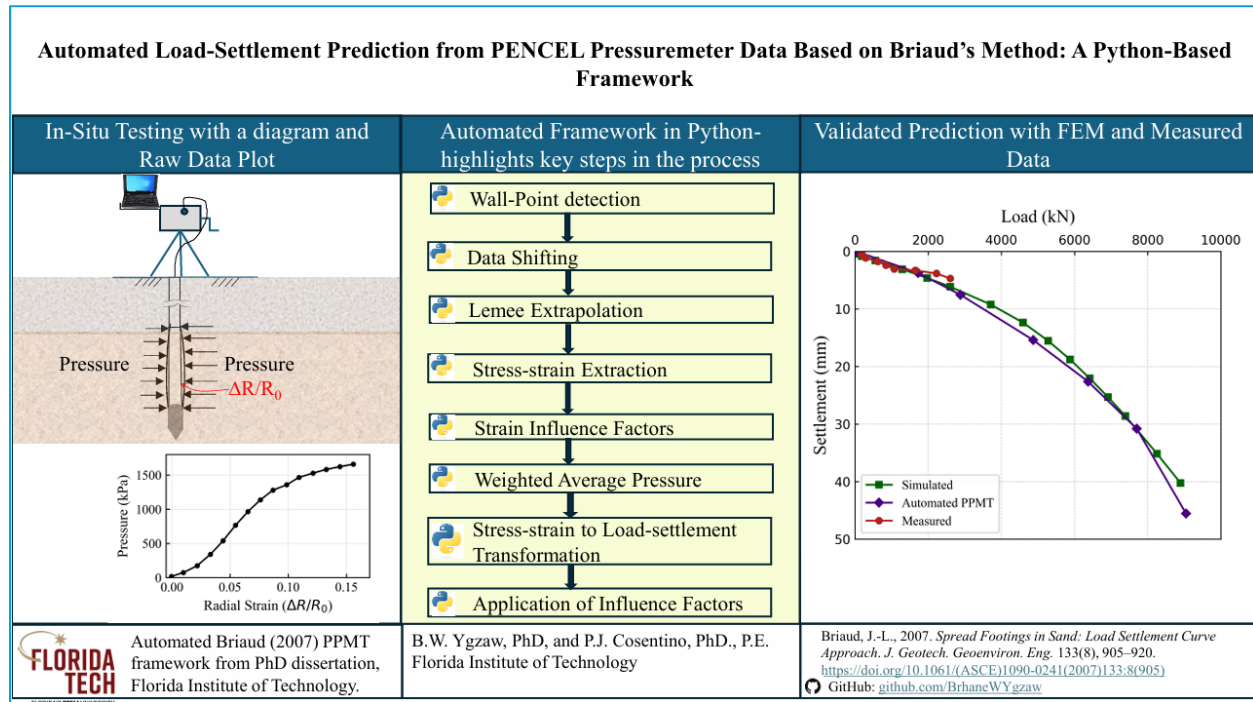 Automated Load-Settlement Prediction from PENCEL Pressuremeter Data Based on Briaud's Method: A Python-Based
Framework
In-Situ Testing with a diagram and
Raw Data Plot
Pressure
Pressure
ΔR/R₀
Pressure (kPa)
1500
1000
500
0
0.00
0.05
0.10
0.15
Radial Strain (ΔR/R₀)
Automated Framework in Python-
highlights key steps in the process
Wall-Point detection
Data Shifting
Lemee Extrapolation
Stress-strain Extraction
Strain Influence Factors
Weighted Average Pressure
Stress-strain to Load-settlement
Transformation
Application of Influence Factors
Validated Prediction with FEM and Measured
Data
Load (kN)
0
2000
4000
6000
8000
10000
Settlement (mm)
0
10
20
30
40
50
Simulated
Automated PPMT
Measured
FLORIDA
TECH
Automated Briaud (2007) PPMT
framework from PhD dissertation,
Florida Institute of Technology.
B.W. Ygzaw, PhD, and P.J. Cosentino, PhD., P.E.
Florida Institute of Technology
Briaud, J.-L., 2007. Spread Footings in Sand: Load Settlement Curve
Approach. J. Geotech. Geoenviron. Eng. 133(8), 905–920.
https://doi.org/10.1061/(ASCE)1090-0241(2007)133:8(905)
GitHub: github.com/BrhaneWYgzaw